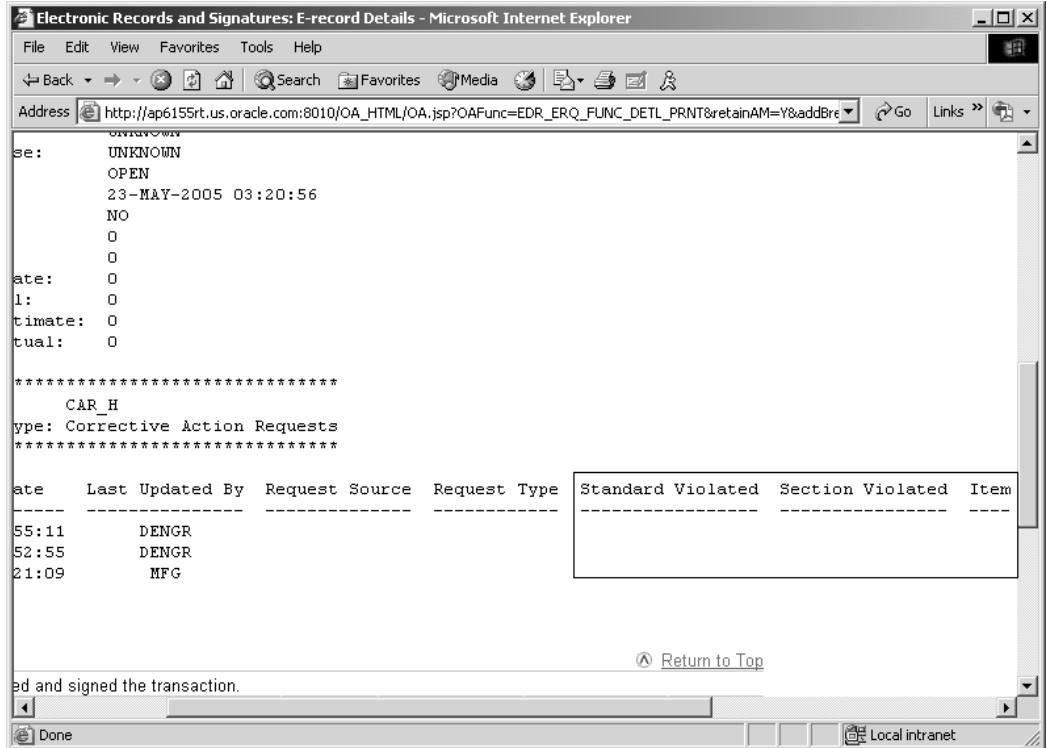 Electronic Records and Signatures: E-record Details - Microsoft Internet Explorer
File Edit View Favorites Tools Help
Back Search Favorites Media
Address http://ap6155rt.us.oracle.com:8010/OA_HTML/OA.jsp?OAFunc=EDR_ERQ_FUNC_DETL_PRNT&retainAM=Y&addBre Go Links »
UNKNOWN
se: UNKNOWN
OPEN
23-MAY-2005 03:20:56
NO
0
0
ate: 0
l: 0
timate: 0
tual: 0
*******************************
CAR_H
ype: Corrective Action Requests
*******************************
ate Last Updated By Request Source Request Type Standard Violated Section Violated Item
----- --------------- -------------- ------------ ----------------- ---------------- ----
55:11 DENGR
52:55 DENGR
21:09 MFG
Return to Top
ed and signed the transaction.
Done Local intranet